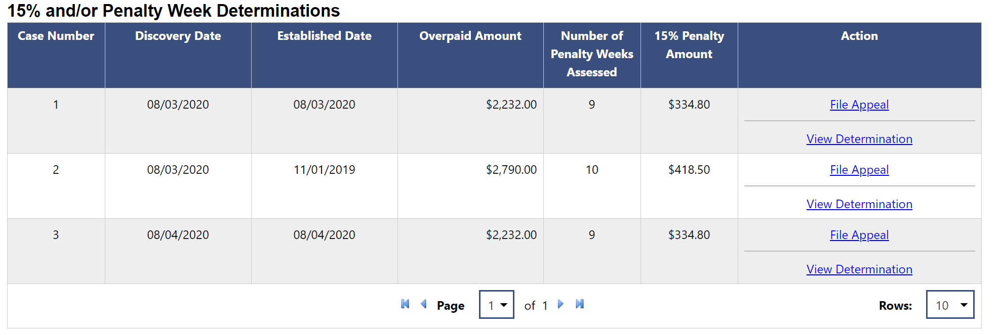 15% and/or Penalty Week Determinations
Case Number Discovery Date Established Date Overpaid Amount Number of Penalty Weeks Assessed 15% Penalty Amount Action
1 08/03/2020 08/03/2020 $2,232.00 9 $334.80 File Appeal
View Determination
2 08/03/2020 11/01/2019 $2,790.00 10 $418.50 File Appeal
View Determination
3 08/04/2020 08/04/2020 $2,232.00 9 $334.80 File Appeal
View Determination
Page 1 of 1 Rows: 10